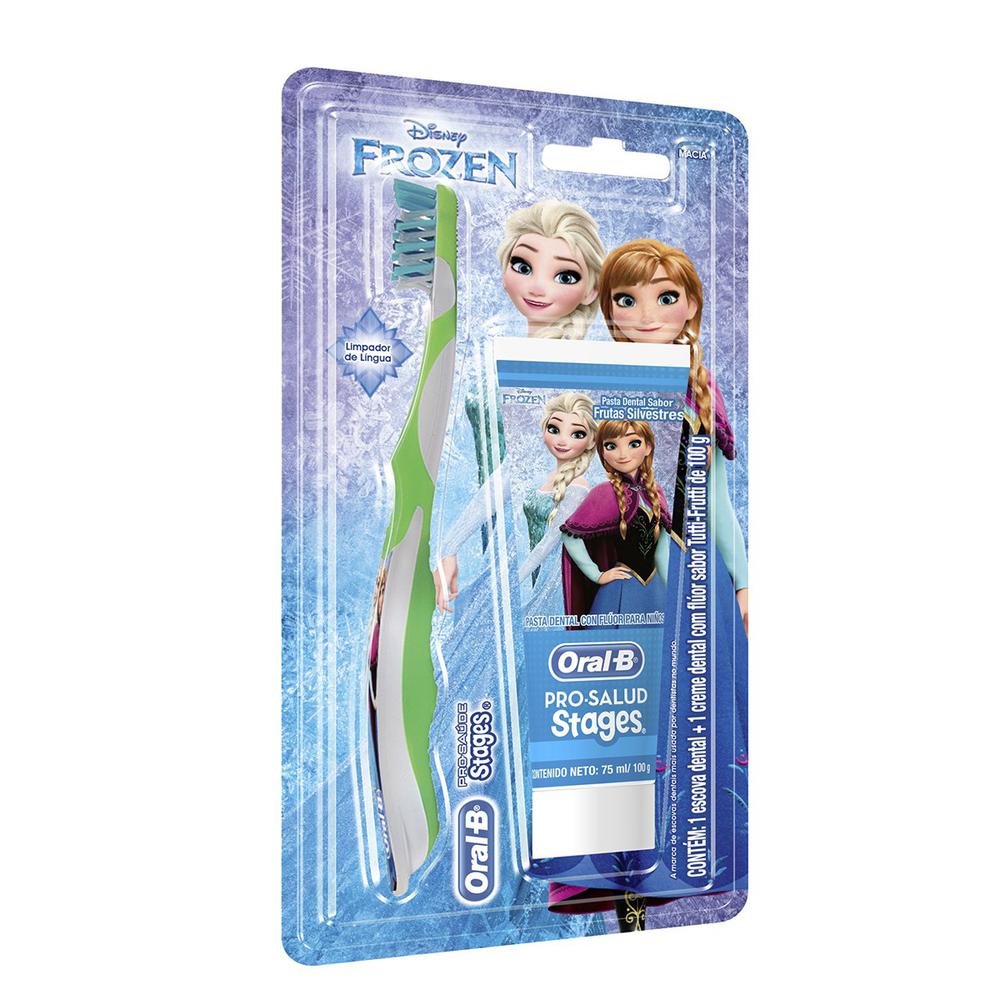 Disney
FROZEN
MACIA
Limpador
de Língua
Disney
FROZEN
Pasta Dental Sabor
Frutas Silvestres
PASTA DENTAL CON FLÚOR PARA NIÑOS
Oral-B®
PRO-SALUD
Stages®
CONTENIDO NETO: 75 ml/ 100 g
Oral-B
Oral-B®
PRO-SAÚDE
Stages®
A marca de escovas dentais mais usada por dentistas no mundo.
CONTÉM: 1 escova dental + 1 creme dental com flúor sabor Tutti-Frutti de 100 g